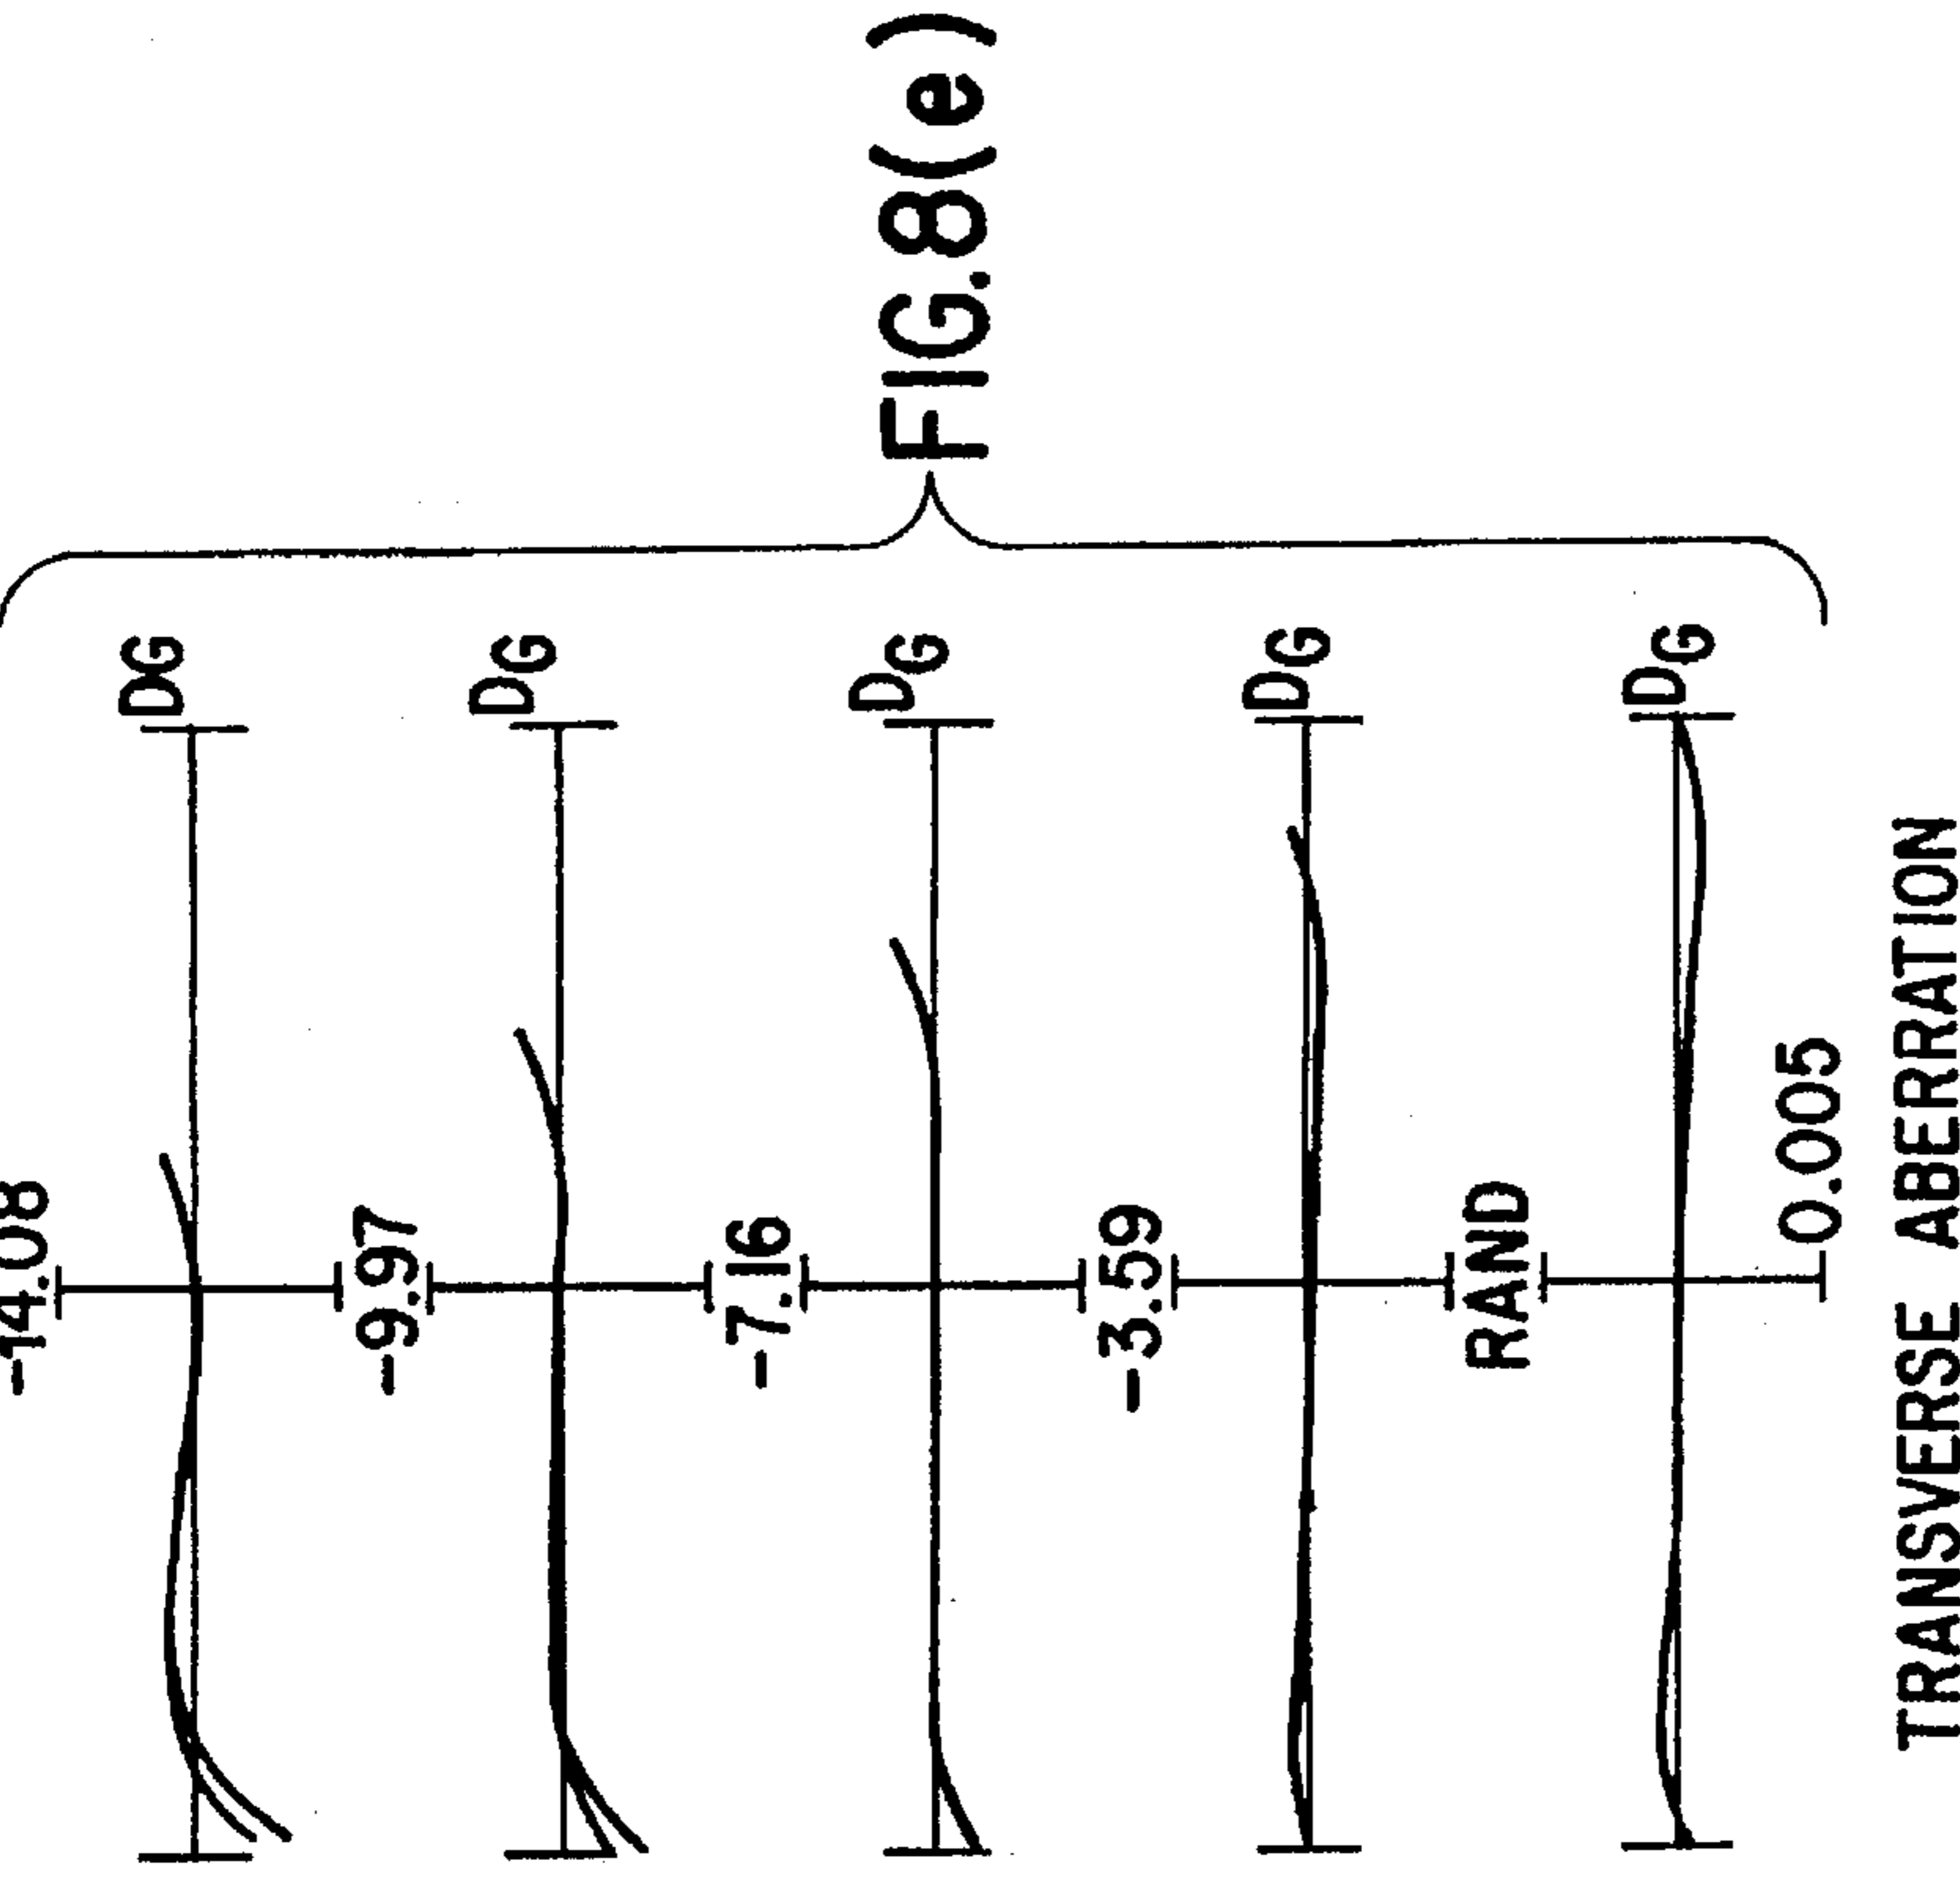 FIG.8(e)
-14.08
DG
-9.97
DG
-7.16
DG
-3.59
DG
RAND
DG
0.005
TRANSVERSE ABERRATION